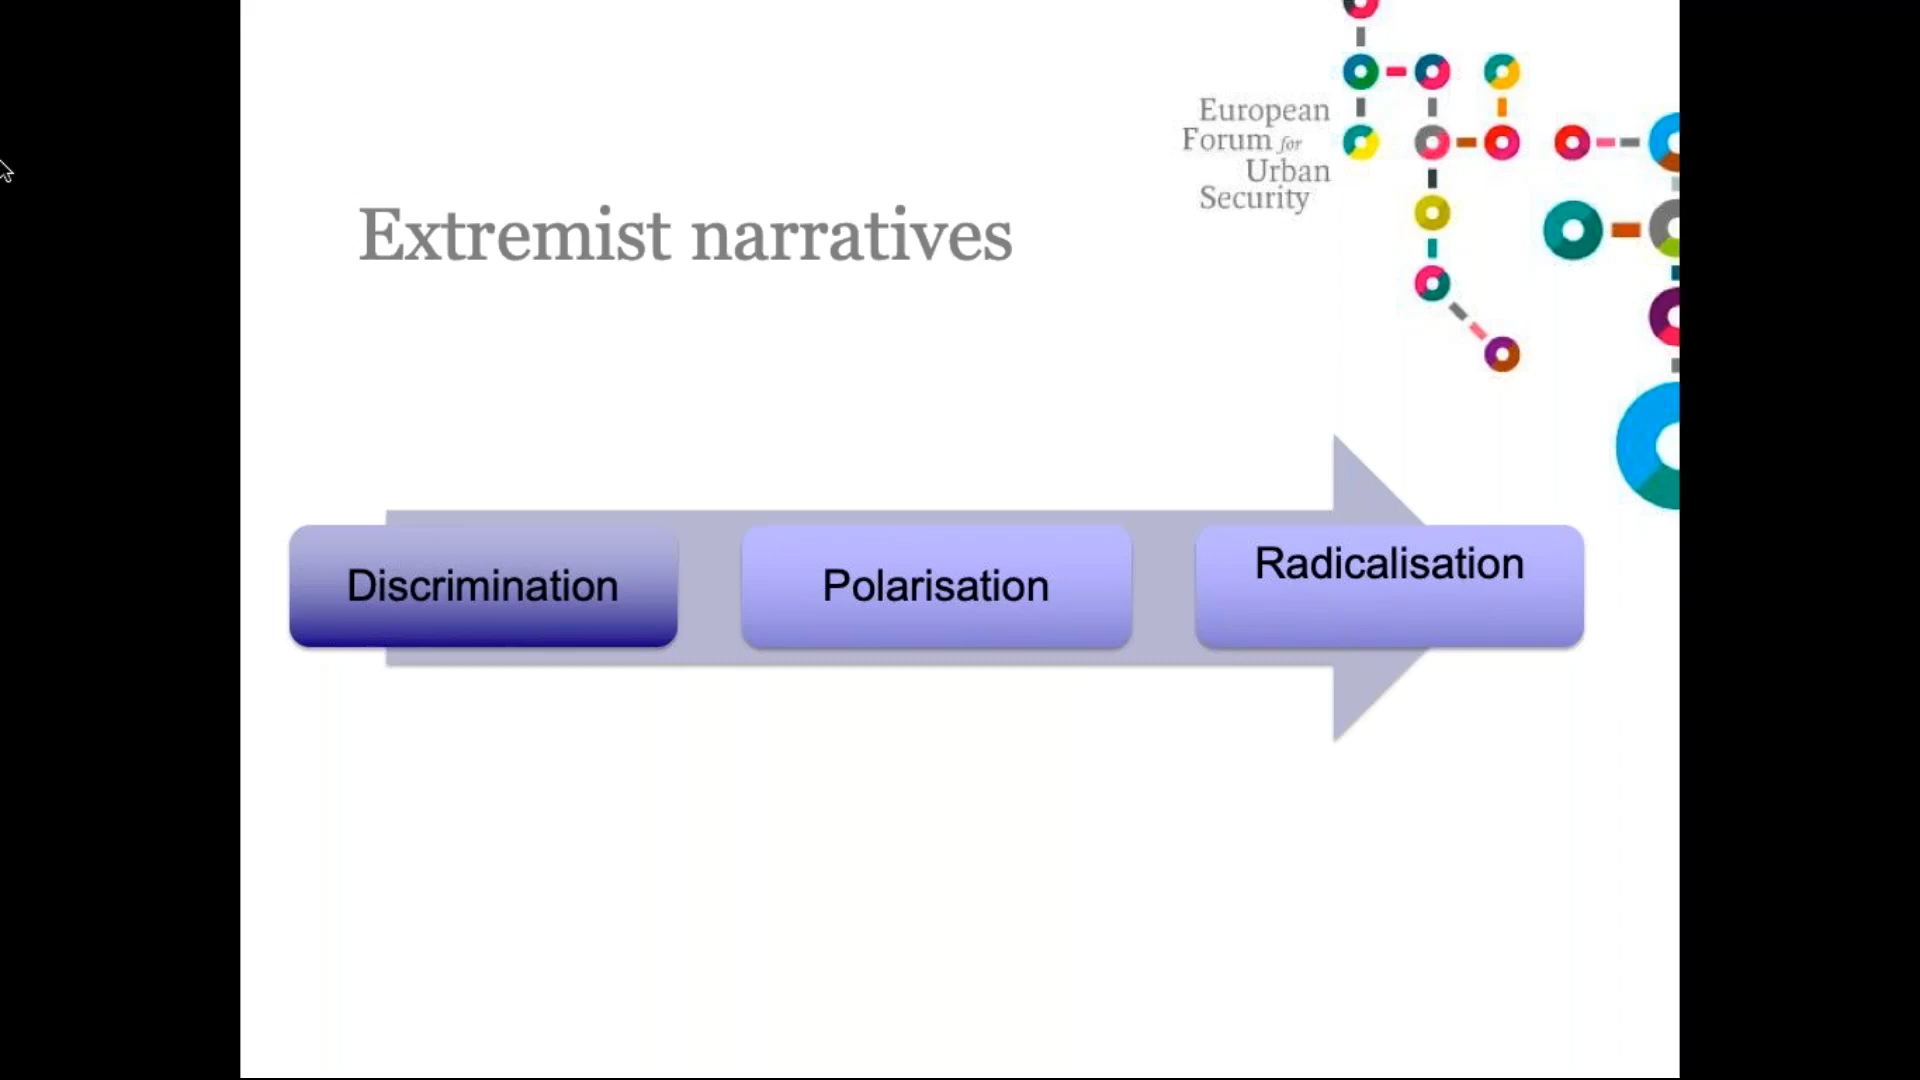 European
Forum for
Urban
Security
Extremist narratives
Discrimination
Polarisation
Radicalisation